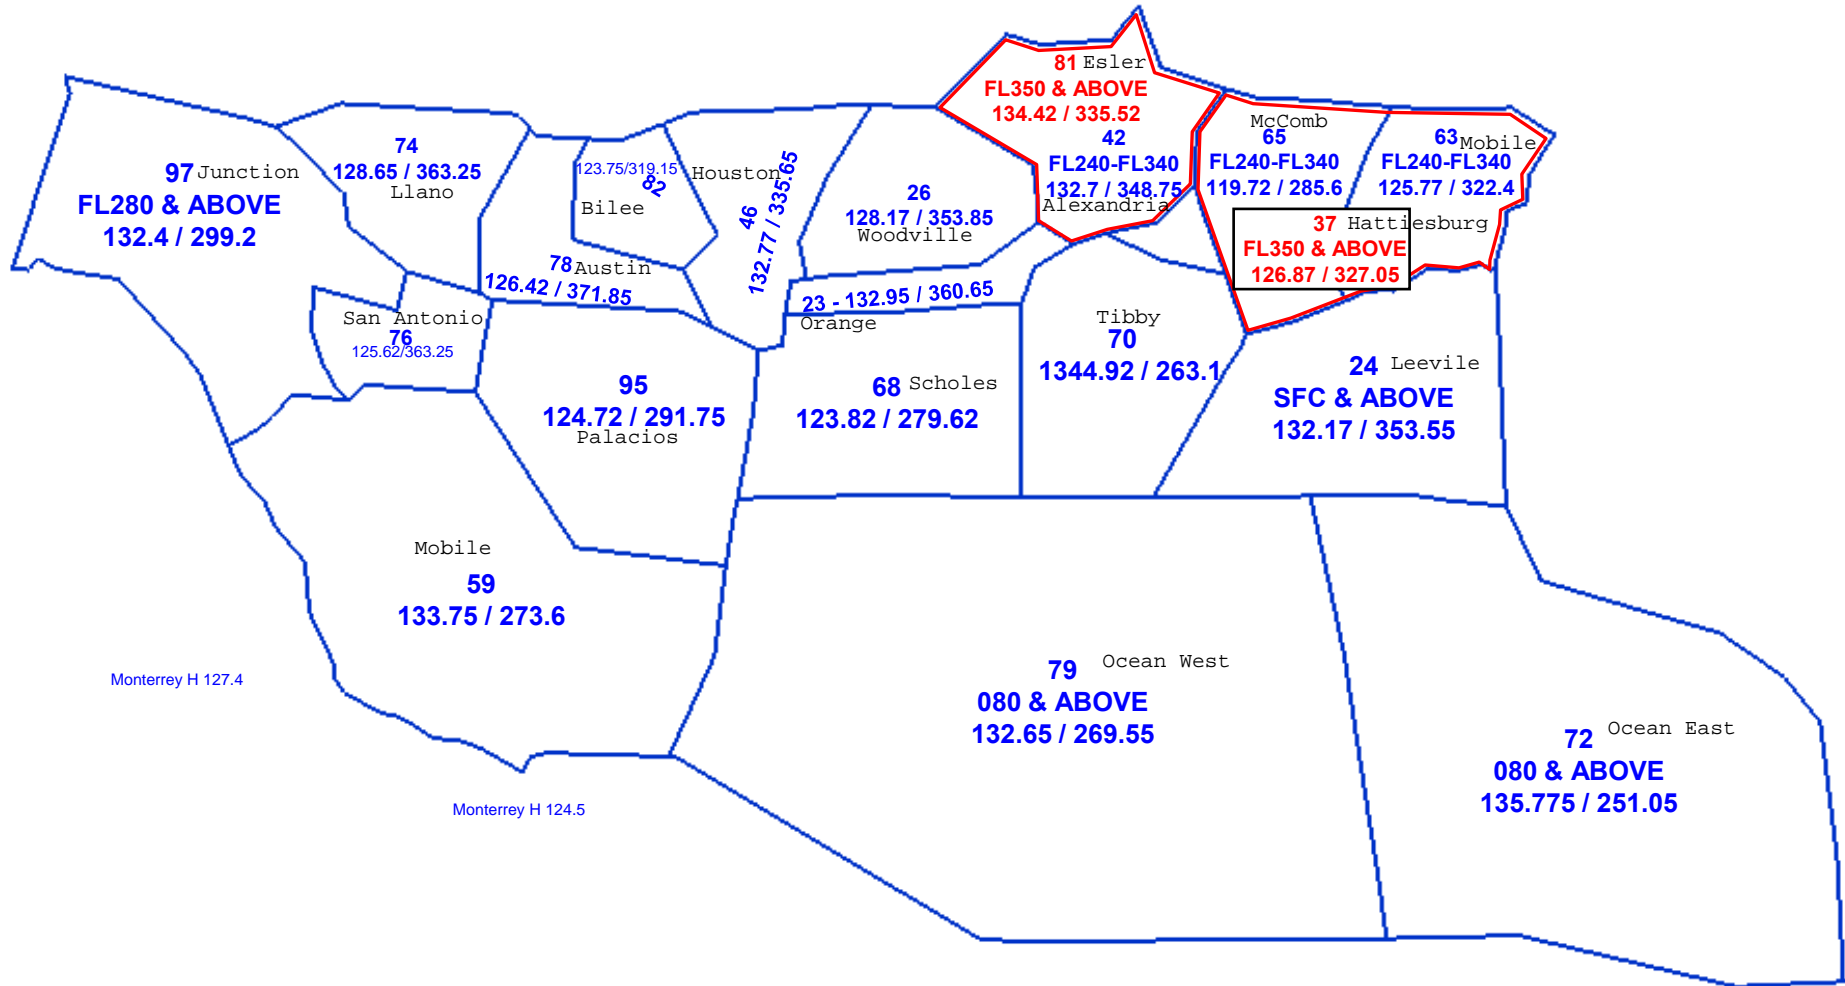 81 Esler
FL350 & ABOVE
134.42 / 335.52
42
FL240-FL340
132.7 / 348.75
Alexandria
McComb
65
FL240-FL340
119.72 / 285.6
63 Mobile
FL240-FL340
125.77 / 322.4
37 Hattiesburg
FL350 & ABOVE
126.87 / 327.05
97 Junction
FL280 & ABOVE
132.4 / 299.2
74
128.65 / 363.25
Llano
123.75/319.15
82
Bilee
Houston
46
132.77 / 335.65
26
128.17 / 353.85
Woodville
78 Austin
126.42 / 371.85
23 - 132.95 / 360.65
Orange
San Antonio
76
125.62/363.25
95
124.72 / 291.75
Palacios
68 Scholes
123.82 / 279.62
Tibby
70
1344.92 / 263.1
24 Leevile
SFC & ABOVE
132.17 / 353.55
Mobile
59
133.75 / 273.6
79 Ocean West
080 & ABOVE
132.65 / 269.55
72 Ocean East
080 & ABOVE
135.775 / 251.05
Monterrey H 127.4
Monterrey H 124.5